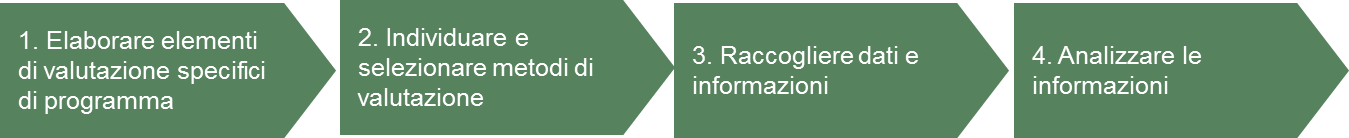 1. Elaborare elementi
di valutazione specifici
di programma
2. Individuare e
selezionare metodi di
valutazione
3. Raccogliere dati e
informazioni
4. Analizzare le
informazioni